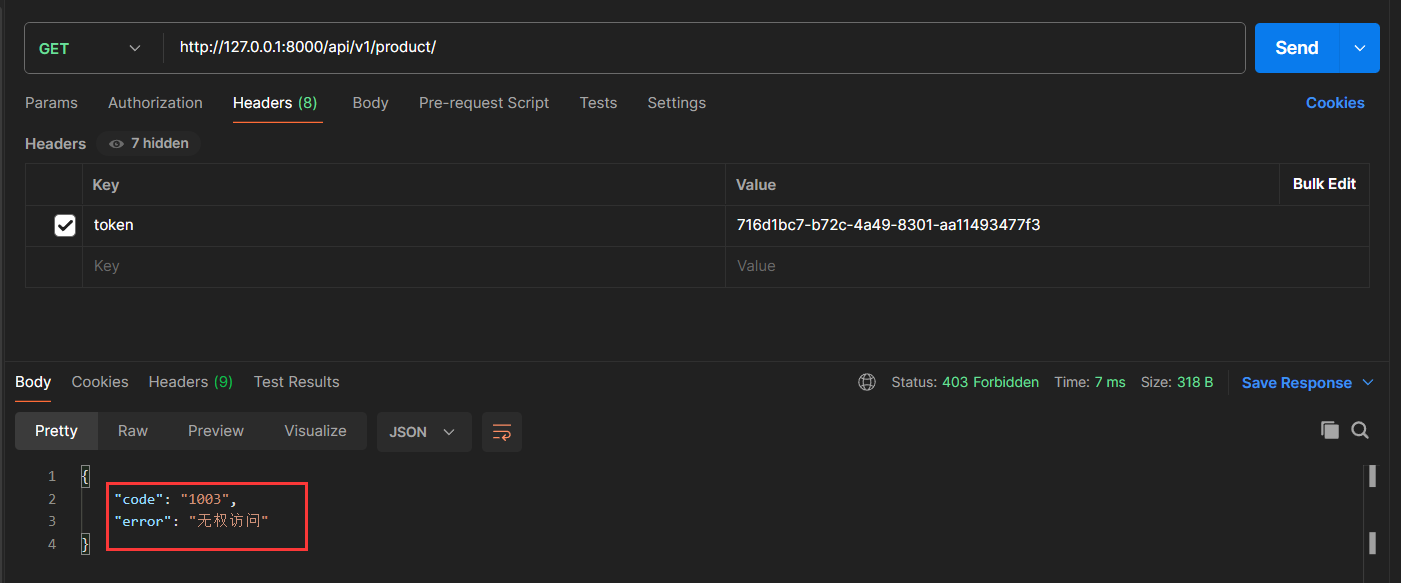 GET http://127.0.0.1:8000/api/v1/product/ Send
Params Authorization Headers (8) Body Pre-request Script Tests Settings Cookies
Headers 7 hidden
Key Value Bulk Edit
token 716d1bc7-b72c-4a49-8301-aa11493477f3
Key Value
Body Cookies Headers (9) Test Results Status: 403 Forbidden Time: 7 ms Size: 318 B Save Response
Pretty Raw Preview Visualize JSON
1 {
2 "code": "1003",
3 "error": "无权访问"
4 }